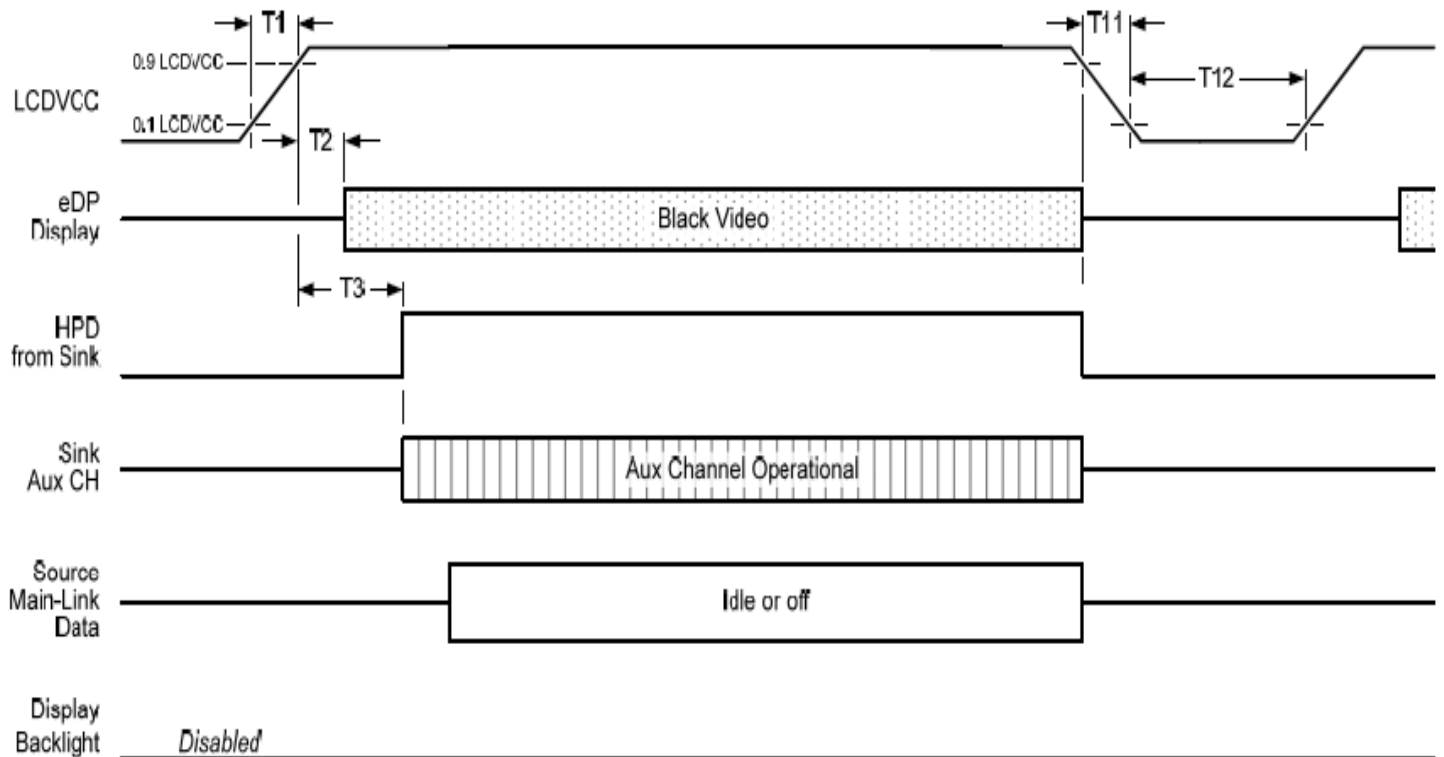 T1
T11
0.9 LCDVCC
LCDVCC
T12
0.1 LCDVCC
T2
eDP
Display
Black Video
T3
HPD
from Sink
Sink
Aux CH
Aux Channel Operational
Source
Main-Link
Data
Idle or off
Display
Backlight
Disabled